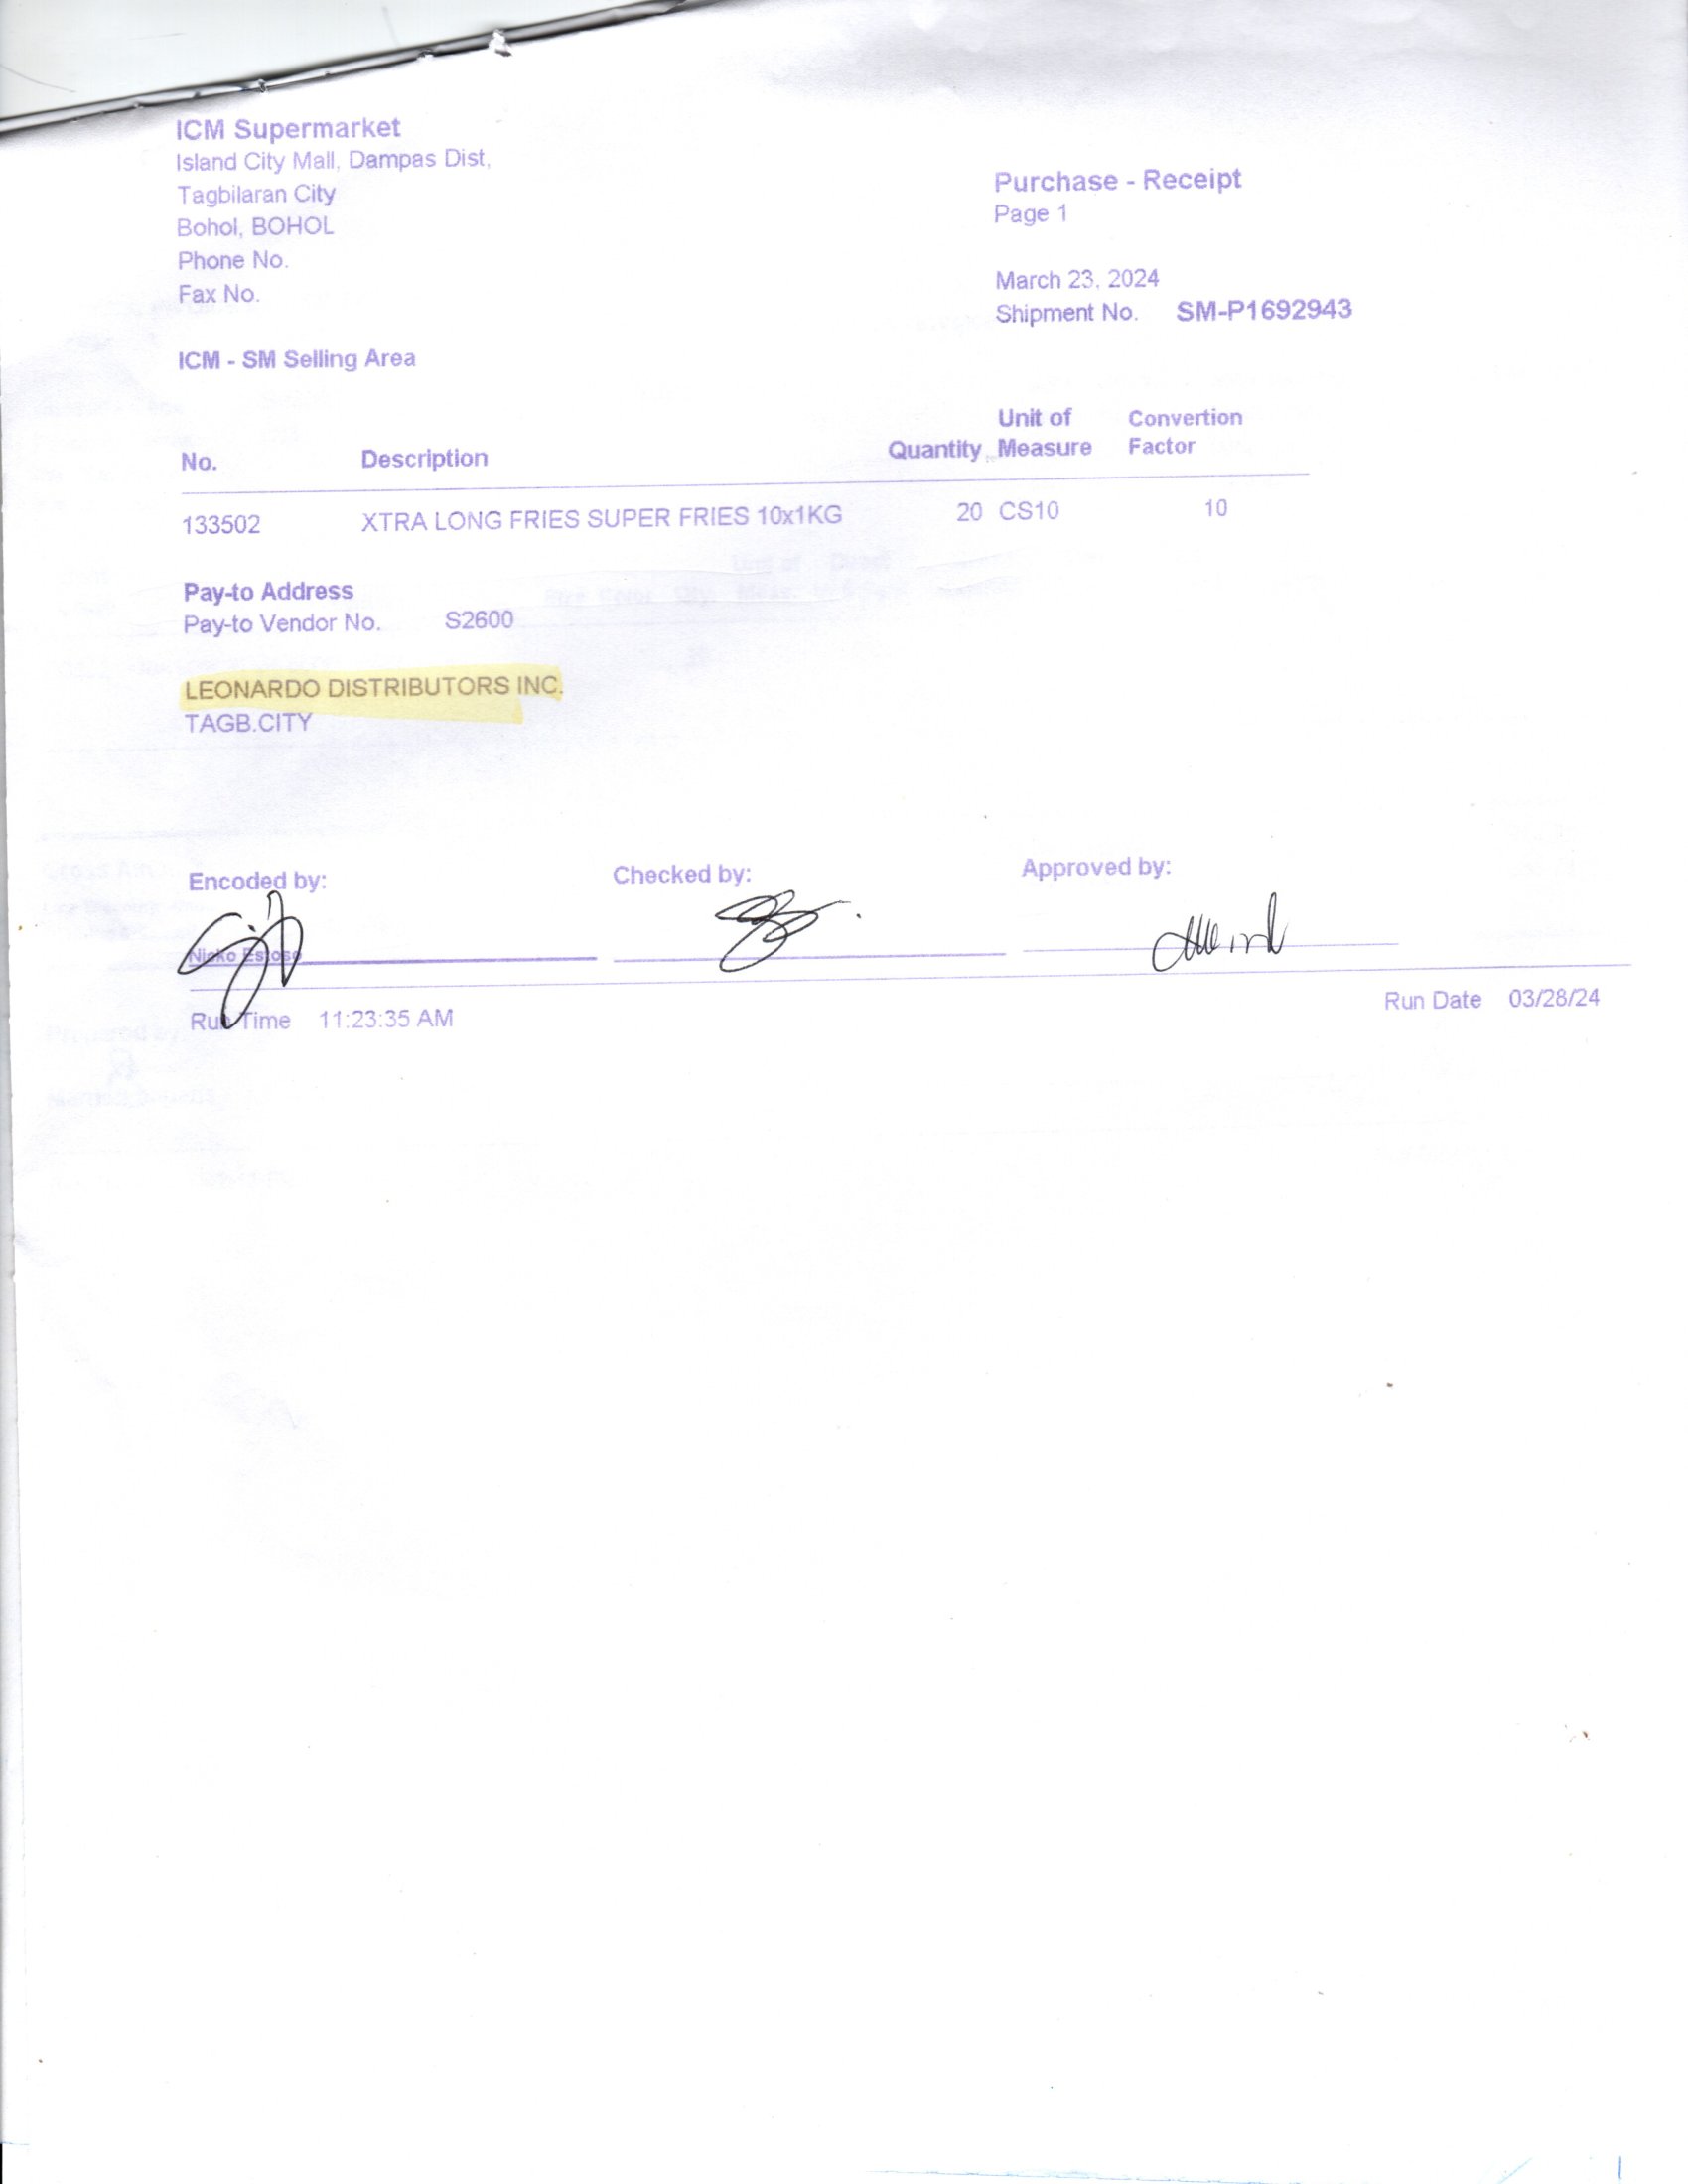 ICM Supermarket
Island City Mall, Dampas Dist,
Tagbilaran City
Bohol, BOHOL
Phone No.
Fax No.
Purchase - Receipt
Page 1
March 23, 2024
Shipment No. SM-P1692943
ICM - SM Selling Area
No. Description Quantity Unit of Measure Convertion Factor
133502 XTRA LONG FRIES SUPER FRIES 10x1KG 20 CS10 10
Pay-to Address
Pay-to Vendor No. S2600
LEONARDO DISTRIBUTORS INC.
TAGB.CITY
Encoded by: Checked by: Approved by:
Run Time 11:23:35 AM Run Date 03/28/24